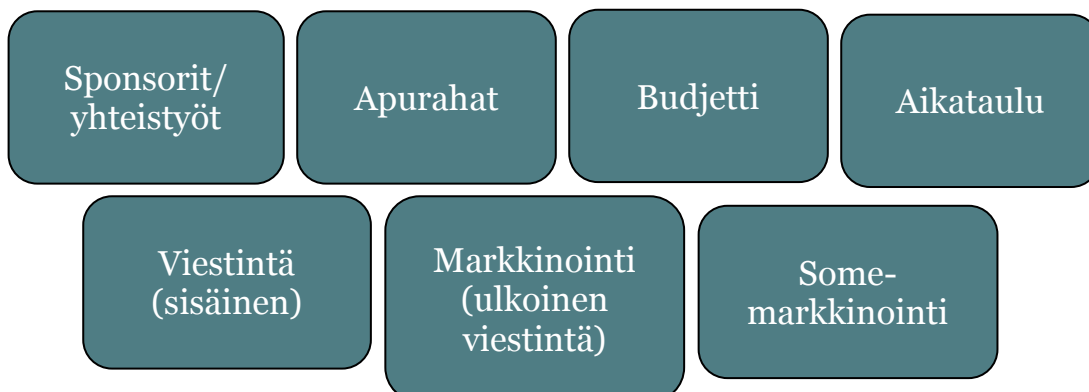 Sponsorit/
yhteistyöt
Apurahat
Budjetti
Aikataulu
Viestintä
(sisäinen)
Markkinointi
(ulkoinen
viestintä)
Some-
markkinointi